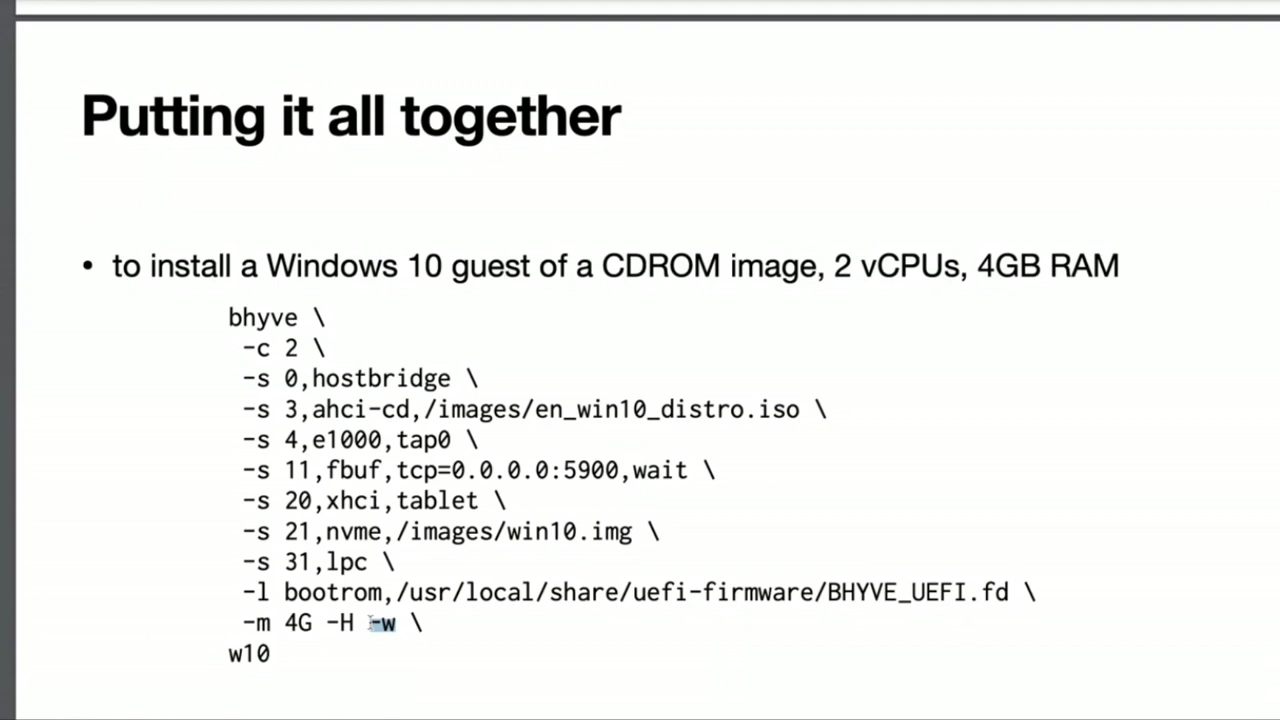 Putting it all together
• to install a Windows 10 guest of a CDROM image, 2 vCPUs, 4GB RAM
bhyve \
-c 2 \
-s 0,hostbridge \
-s 3,ahci-cd,/images/en_win10_distro.iso \
-s 4,e1000,tap0 \
-s 11,fbuf,tcp=0.0.0.0:5900,wait \
-s 20,xhci,tablet \
-s 21,nvme,/images/win10.img \
-s 31,lpc \
-l bootrom,/usr/local/share/uefi-firmware/BHYVE_UEFI.fd \
-m 4G -H -w \
w10